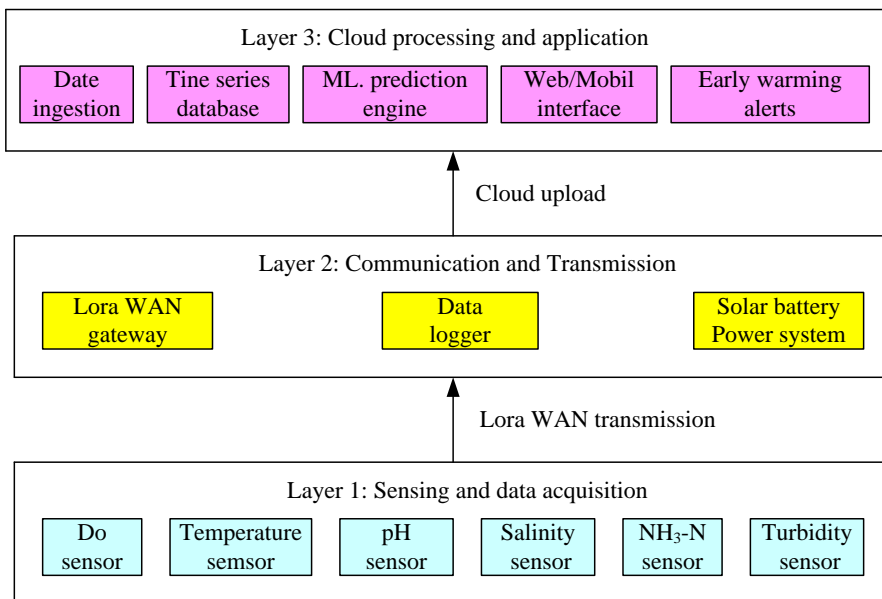 Layer 3: Cloud processing and application
Date
ingestion
Tine series
database
ML. prediction
engine
Web/Mobil
interface
Early warming
alerts
Cloud upload
Layer 2: Communication and Transmission
Lora WAN
gateway
Data
logger
Solar battery
Power system
Lora WAN transmission
Layer 1: Sensing and data acquisition
Do
sensor
Temperature
semsor
pH
sensor
Salinity
sensor
NH₃-N
sensor
Turbidity
sensor